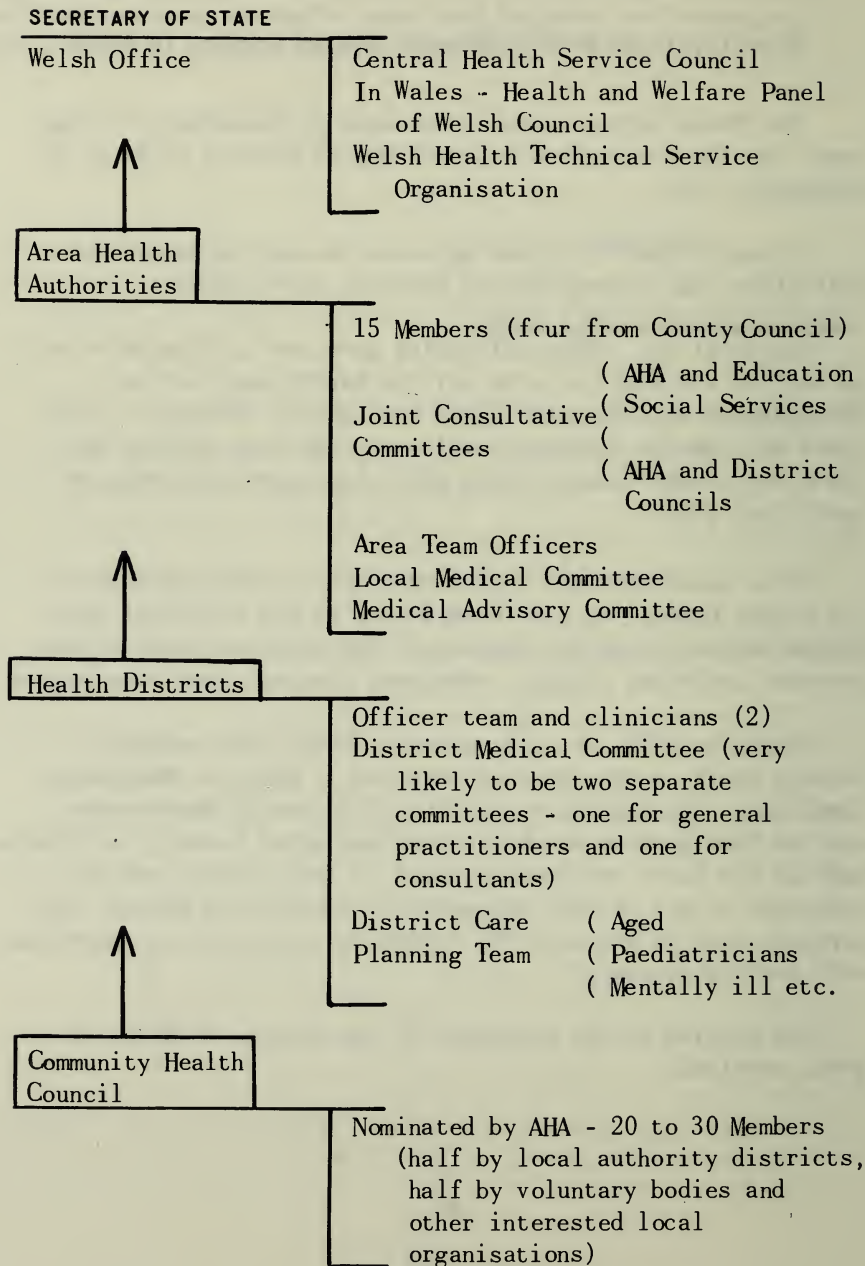 SECRETARY OF STATE
Welsh Office
Central Health Service Council
In Wales - Health and Welfare Panel
of Welsh Council
Welsh Health Technical Service
Organisation
Area Health
Authorities
15 Members (four from County Council)
Joint Consultative
Committees
( AHA and Education
( Social Services
(
( AHA and District
Councils
Area Team Officers
Local Medical Committee
Medical Advisory Committee
Health Districts
Officer team and clinicians (2)
District Medical Committee (very
likely to be two separate
committees - one for general
practitioners and one for
consultants)
District Care
Planning Team
( Aged
( Paediatricians
( Mentally ill etc.
Community Health
Council
Nominated by AHA - 20 to 30 Members
(half by local authority districts,
half by voluntary bodies and
other interested local
organisations)